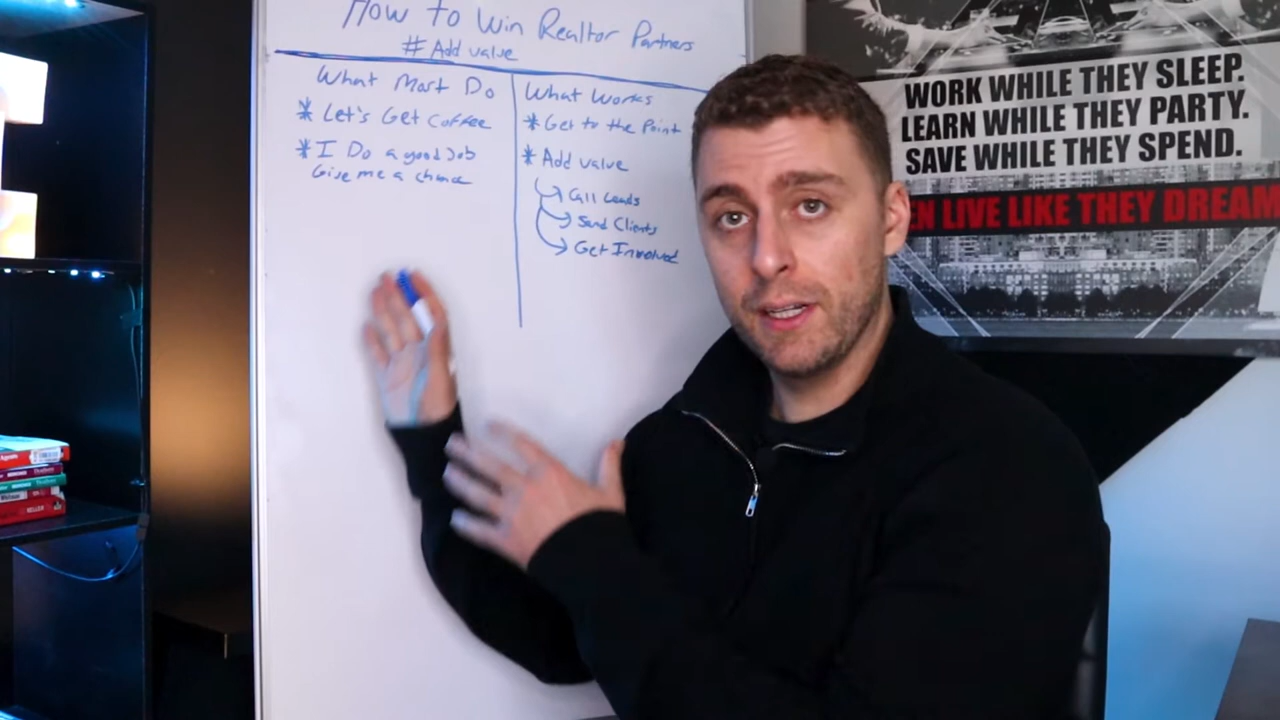 How to Win Realtor Partners
# Add value
What Most Do
* Let's Get Coffee
* I Do a good Job
Give me a chance
What Works
* Get to the Point
* Add value
Call Leads
Send Clients
Get Involved
WORK WHILE THEY SLEEP.
LEARN WHILE THEY PARTY.
SAVE WHILE THEY SPEND.
EN LIVE LIKE THEY DREAM